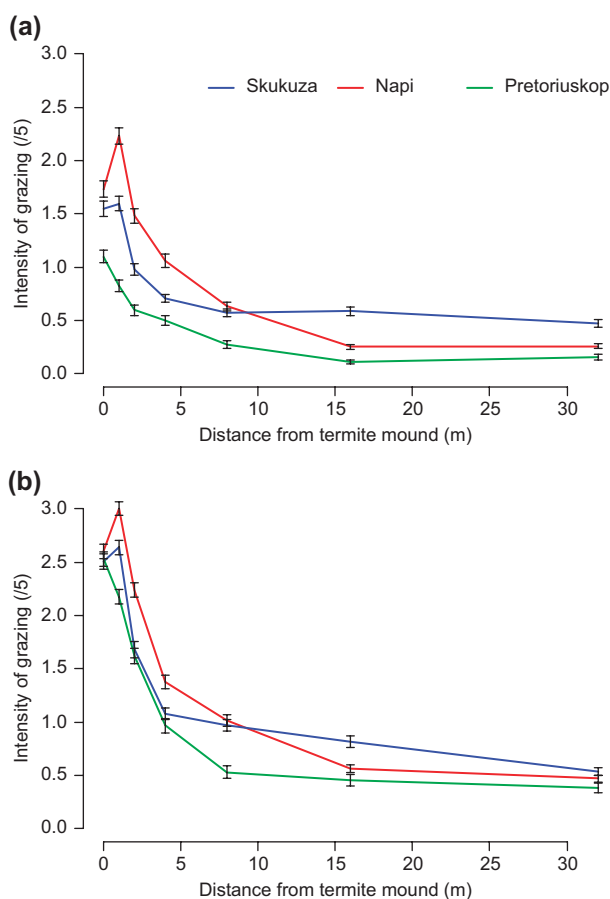 (a)
3.0
2.5
2.0
1.5
1.0
0.5
0.0
Intensity of grazing (/5)
Skukuza Napi Pretoriuskop
0 5 10 15 20 25 30
Distance from termite mound (m)
(b)
3.0
2.5
2.0
1.5
1.0
0.5
0.0
Intensity of grazing (/5)
0 5 10 15 20 25 30
Distance from termite mound (m)